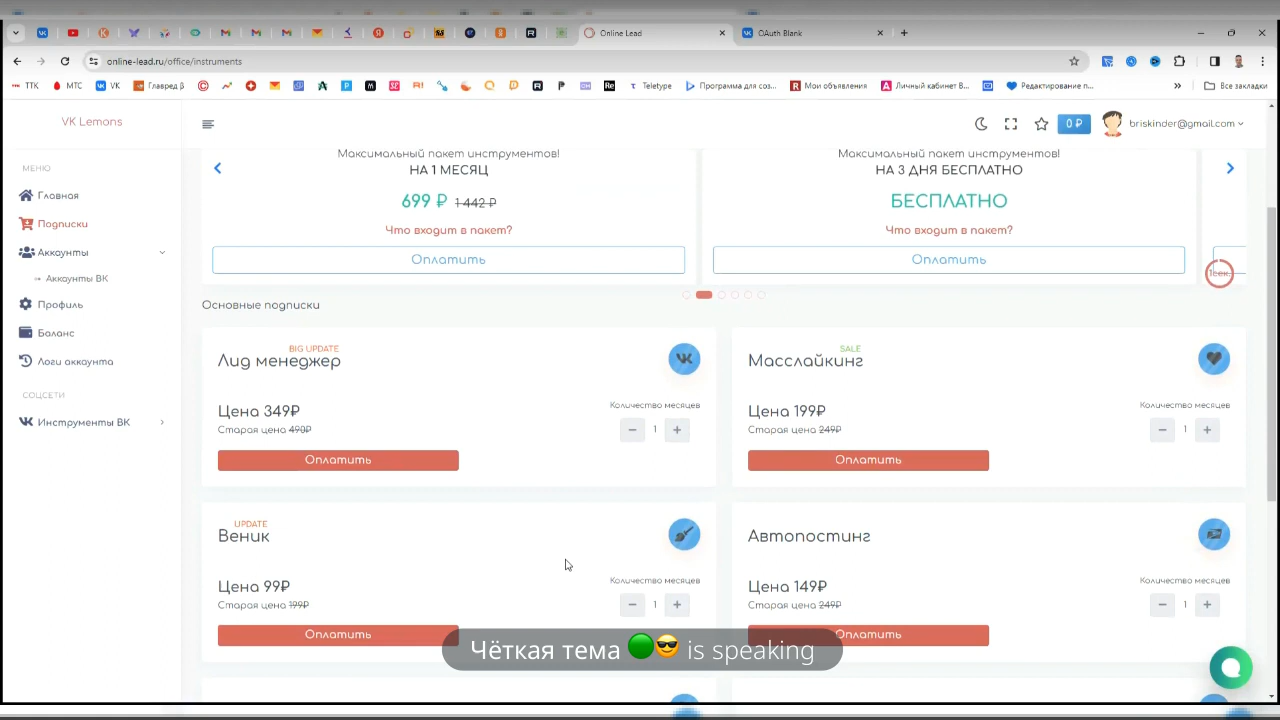 Online Lead
OAuth Blank
online-lead.ru/office/instruments
ТТК
МТС
VK
Главред β
Teletype
Программа для соз...
Мои объявления
Личный кабинет В...
Редактирование п...
Все закладки
VK Lemons
0 ₽
briskinder@gmail.com
МЕНЮ
Главная
Подписки
Аккаунты
→ Аккаунты ВК
Профиль
Баланс
Логи аккаунта
СОЦСЕТИ
Инструменты ВК
Максимальный пакет инструментов!
НА 1 МЕСЯЦ
699 ₽ 1 442 ₽
Что входит в пакет?
Оплатить
Максимальный пакет инструментов!
НА 3 ДНЯ БЕСПЛАТНО
БЕСПЛАТНО
Что входит в пакет?
Оплатить
1сек.
Основные подписки
BIG UPDATE
Лид менеджер
Цена 349₽
Старая цена 490₽
Количество месяцев
1
Оплатить
SALE
Масслайкинг
Цена 199₽
Старая цена 249₽
Количество месяцев
1
Оплатить
UPDATE
Веник
Цена 99₽
Старая цена 199₽
Количество месяцев
1
Оплатить
Автопостинг
Цена 149₽
Старая цена 249₽
Количество месяцев
1
Оплатить
Чёткая тема 🟢😎 is speaking